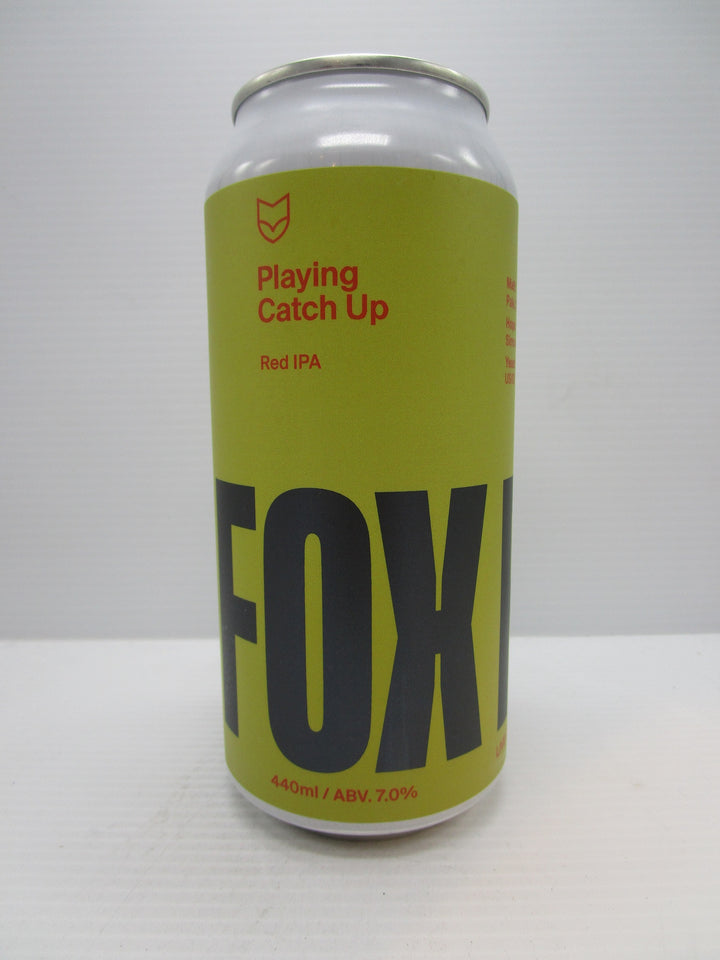 Playing
Catch Up
Red IPA
FOX
440ml / ABV. 7.0%